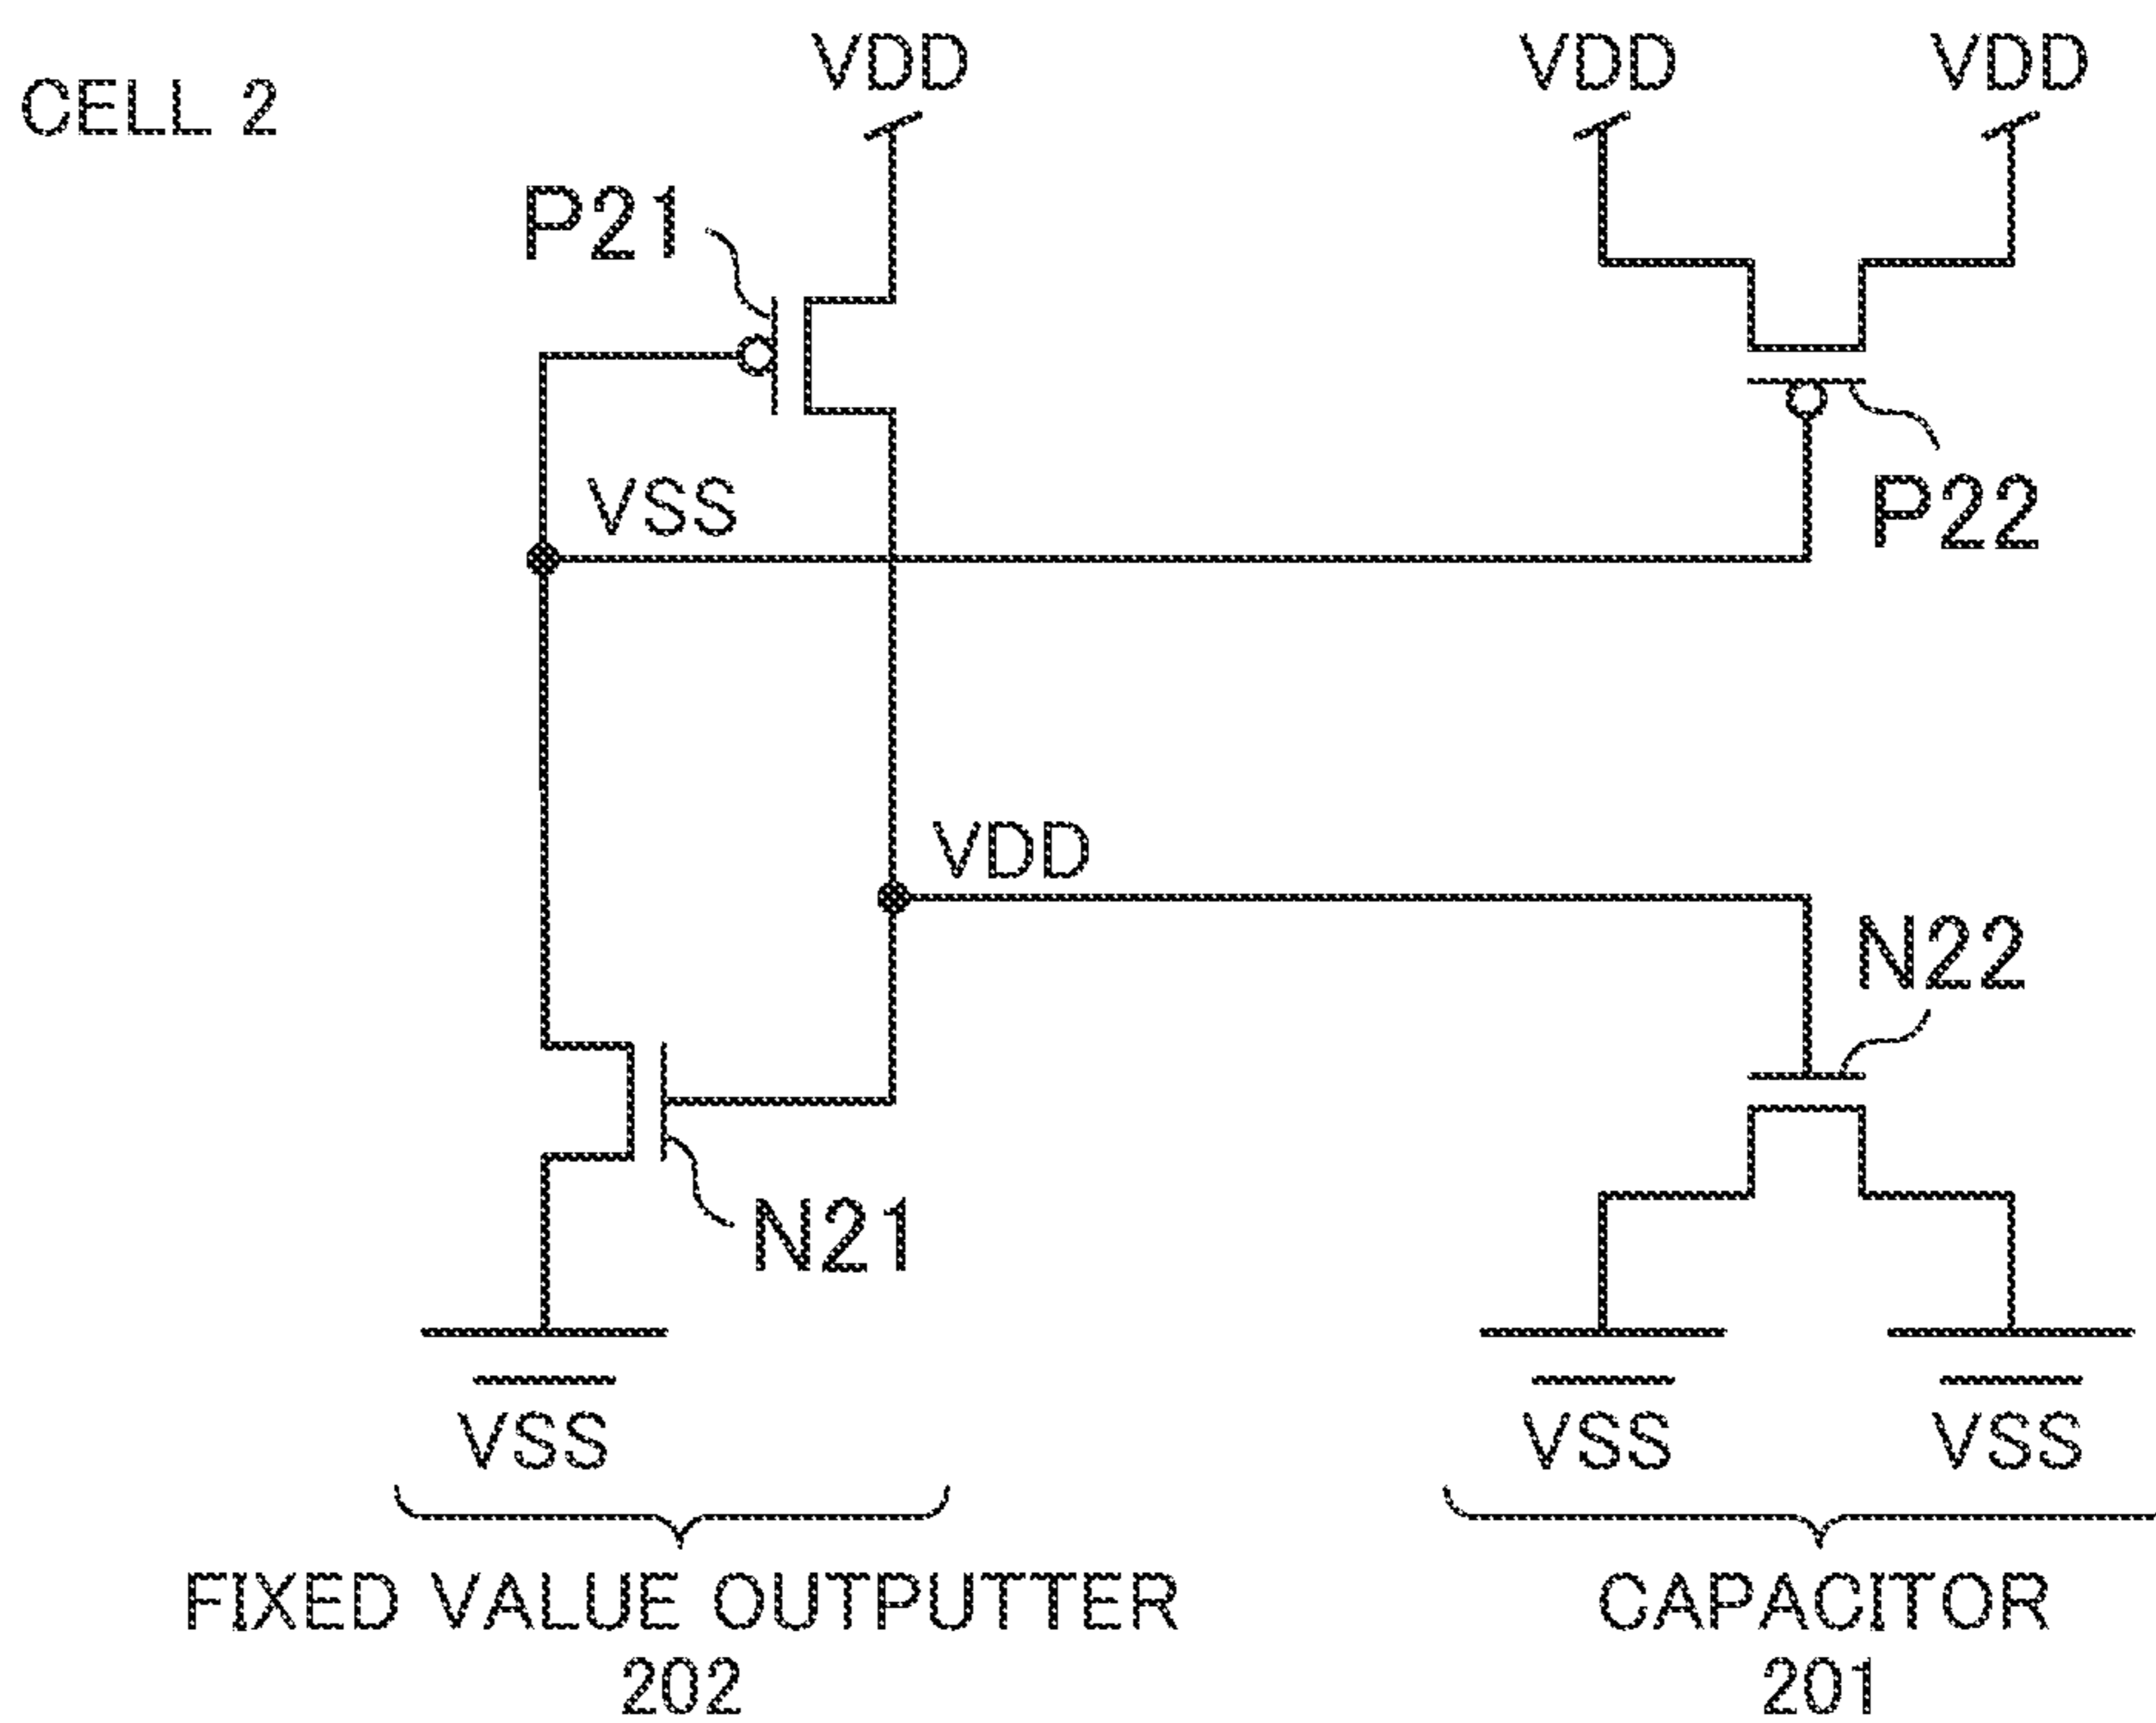 CELL 2
VDD
VDD
VDD
P21
P22
VSS
VDD
N22
N21
VSS
VSS
VSS
FIXED VALUE OUTPUTTER
202
CAPACITOR
201